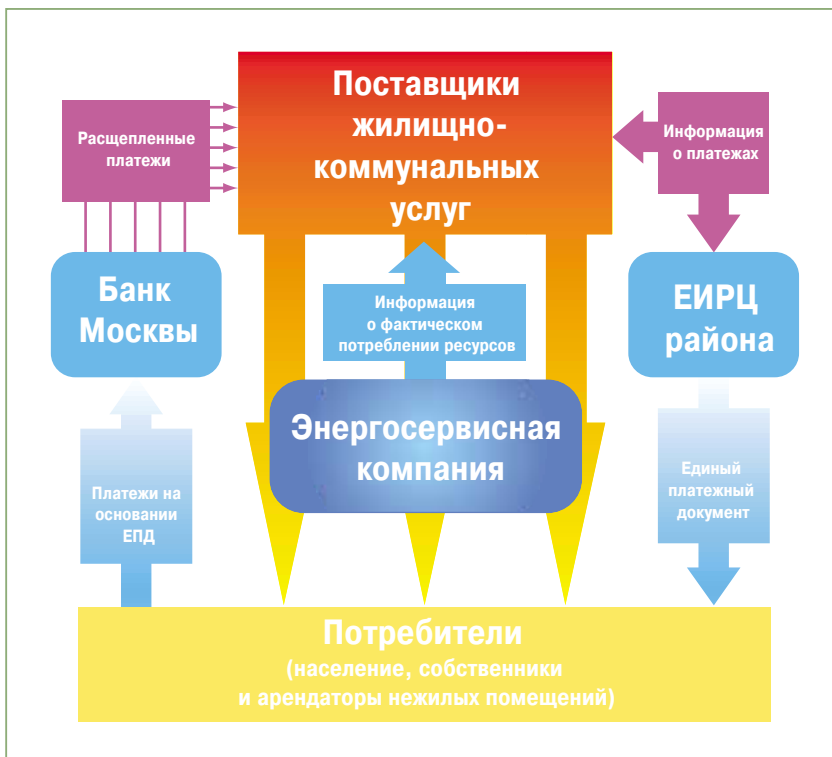 Поставщики
жилищно-
коммунальных
услуг
Расщепленные
платежи
Информация
о платежах
Банк
Москвы
Информация
о фактическом
потреблении ресурсов
ЕИРЦ
района
Энергосервисная
компания
Платежи на
основании
ЕПД
Единый
платежный
документ
Потребители
(население, собственники
и арендаторы нежилых помещений)